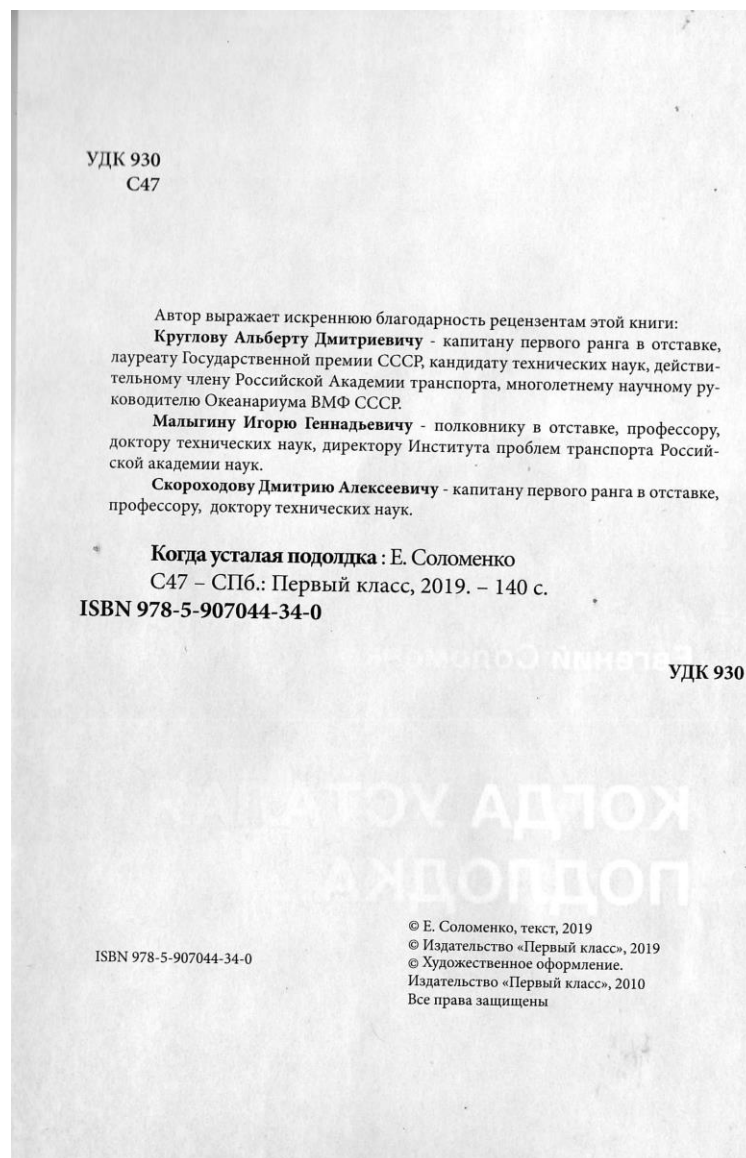 УДК 930
С47
Автор выражает искреннюю благодарность рецензентам этой книги:
Круглову Альберту Дмитриевичу - капитану первого ранга в отставке,
лауреату Государственной премии СССР, кандидату технических наук, действи-
тельному члену Российской Академии транспорта, многолетнему научному ру-
ководителю Океанариума ВМФ СССР.
Малыгину Игорю Геннадьевичу - полковнику в отставке, профессору,
доктору технических наук, директору Института проблем транспорта Россий-
ской академии наук.
Скороходову Дмитрию Алексеевичу - капитану первого ранга в отставке,
профессору, доктору технических наук.
Когда усталая подолдка : Е. Соломенко
С47 – СПб.: Первый класс, 2019. – 140 с.
ISBN 978-5-907044-34-0
Евгений Соломенко
УДК 930
КОГДА УСТАЛАЯ
ПОДЛОДКА
ISBN 978-5-907044-34-0
© Е. Соломенко, текст, 2019
© Издательство «Первый класс», 2019
© Художественное оформление.
Издательство «Первый класс», 2010
Все права защищены